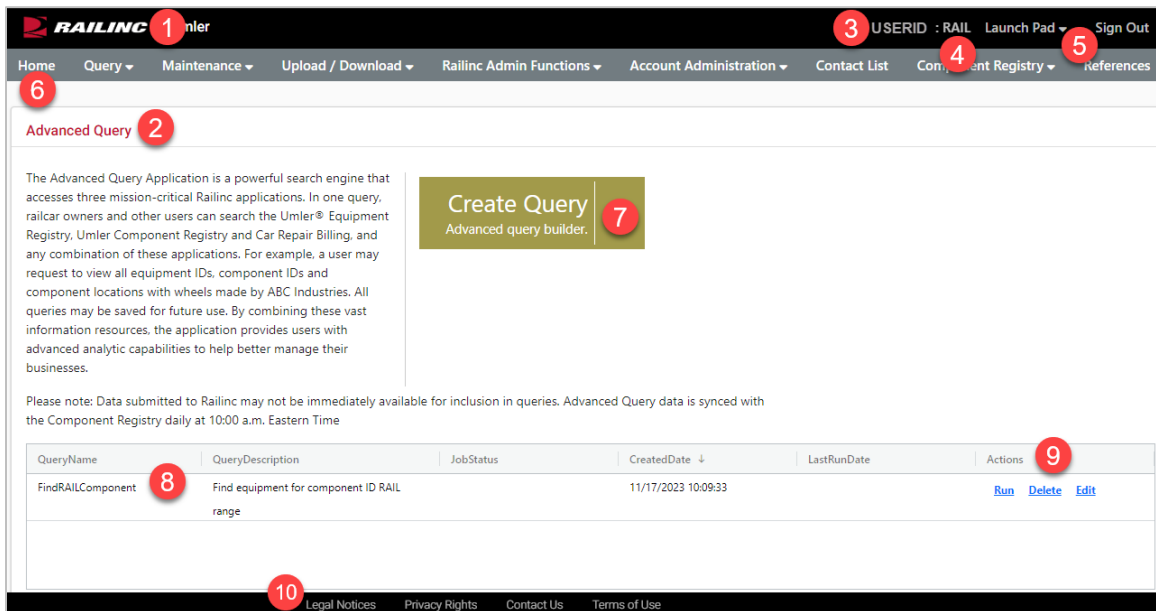 RAILINC 1 mler 3 USERID : RAIL Launch Pad Sign Out
5
Home Query Maintenance Upload / Download Railinc Admin Functions Account Administration Contact List Registry References
4
6
Advanced Query 2
The Advanced Query Application is a powerful search engine that
accesses three mission-critical Railinc applications. In one query,
railcar owners and other users can search the Umler® Equipment
Registry, Umler Component Registry and Car Repair Billing, and
any combination of these applications. For example, a user may
request to view all equipment IDs, component IDs and
component locations with wheels made by ABC Industries. All
queries may be saved for future use. By combining these vast
information resources, the application provides users with
advanced analytic capabilities to help better manage their
businesses.
Create Query
Advanced query builder.
7
Please note: Data submitted to Railinc may not be immediately available for inclusion in queries. Advanced Query data is synced with
the Component Registry daily at 10:00 a.m. Eastern Time
QueryName QueryDescription JobStatus CreatedDate ↓ LastRunDate Actions 9
FindRAILComponent 8 Find equipment for component ID RAIL 11/17/2023 10:09:33 Run Delete Edit
range
10
Legal Notices Privacy Rights Contact Us Terms of Use